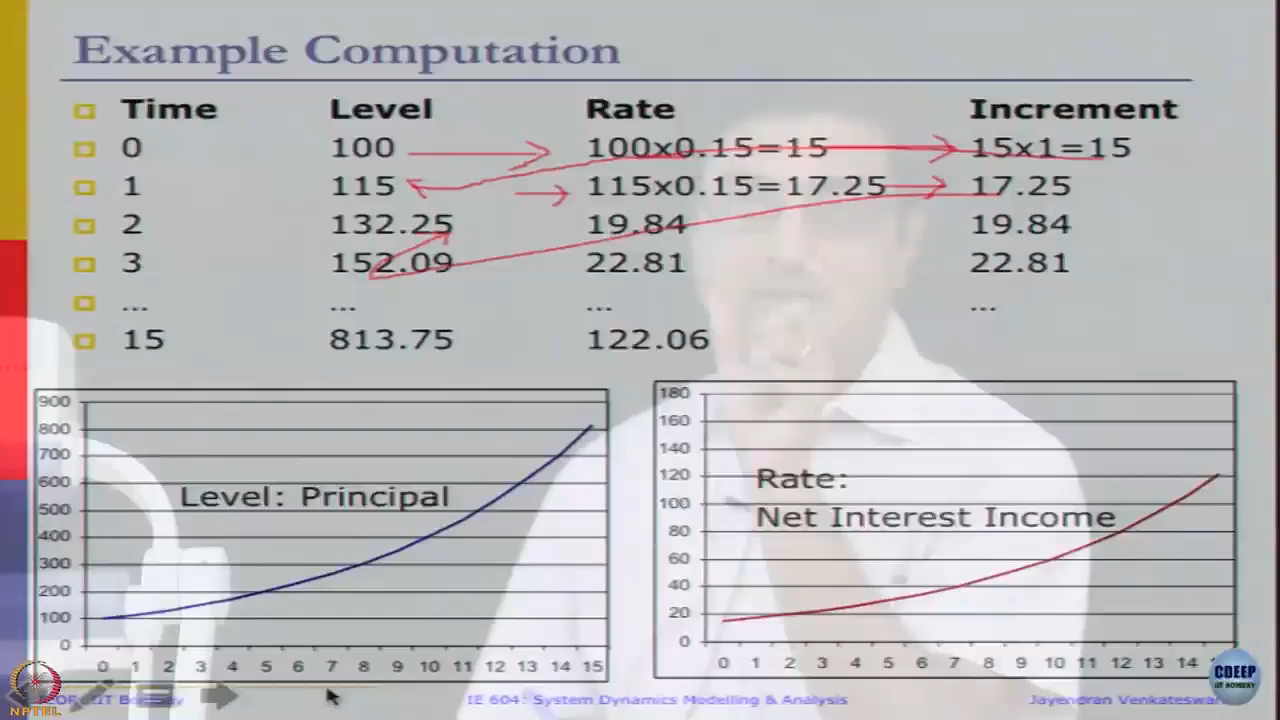 Example Computation
Time Level Rate Increment
0 100 100x0.15=15 15x1=15
1 115 115x0.15=17.25 17.25
2 132.25 19.84 19.84
3 152.09 22.81 22.81
... ... ... ...
15 813.75 122.06
900
800
700
600
500
400
300
200
100
0
Level: Principal
0 1 2 3 4 5 6 7 8 9 10 11 12 13 14 15
180
160
140
120
100
80
60
40
20
0
Rate:
Net Interest Income
0 1 2 3 4 5 6 7 8 9 10 11 12 13 14
IE 604: System Dynamics Modelling & Analysis
Jayendran
NPTEL
CDEEP
IIT BOMBAY